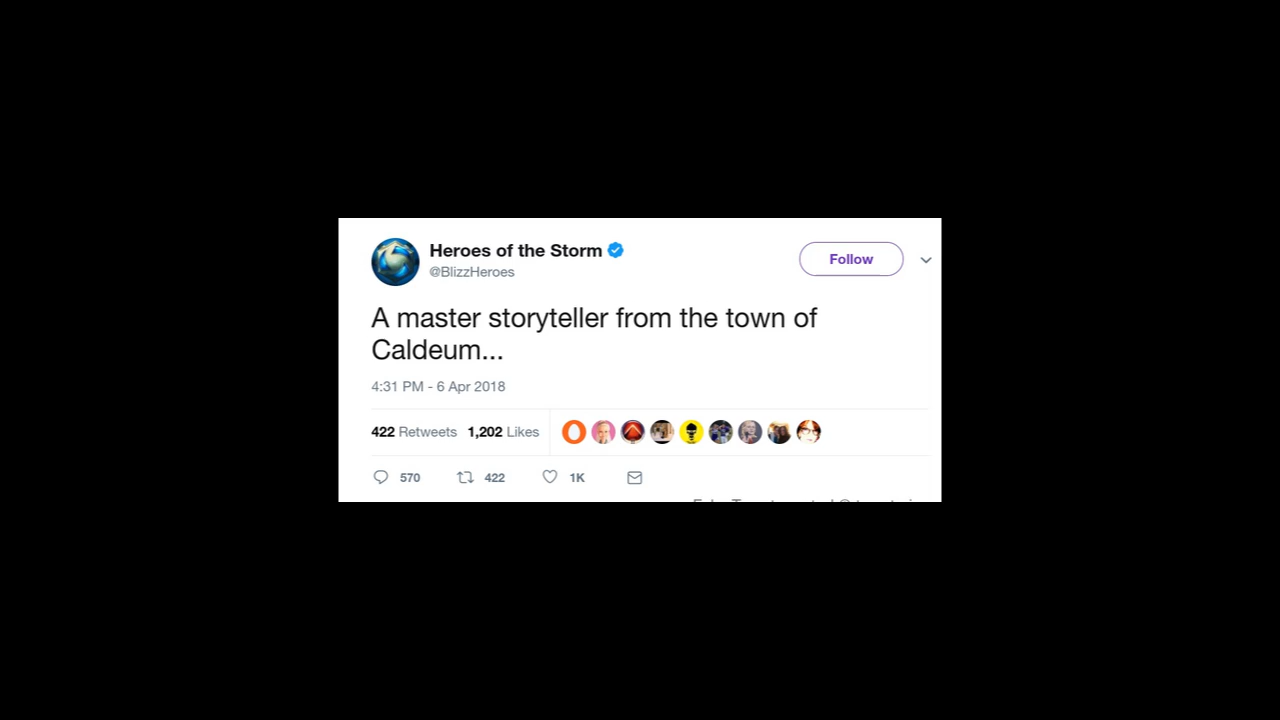 Heroes of the Storm
Follow
@BlizzHeroes
A master storyteller from the town of
Caldeum...
4:31 PM - 6 Apr 2018
422 Retweets 1,202 Likes
570 422 1K